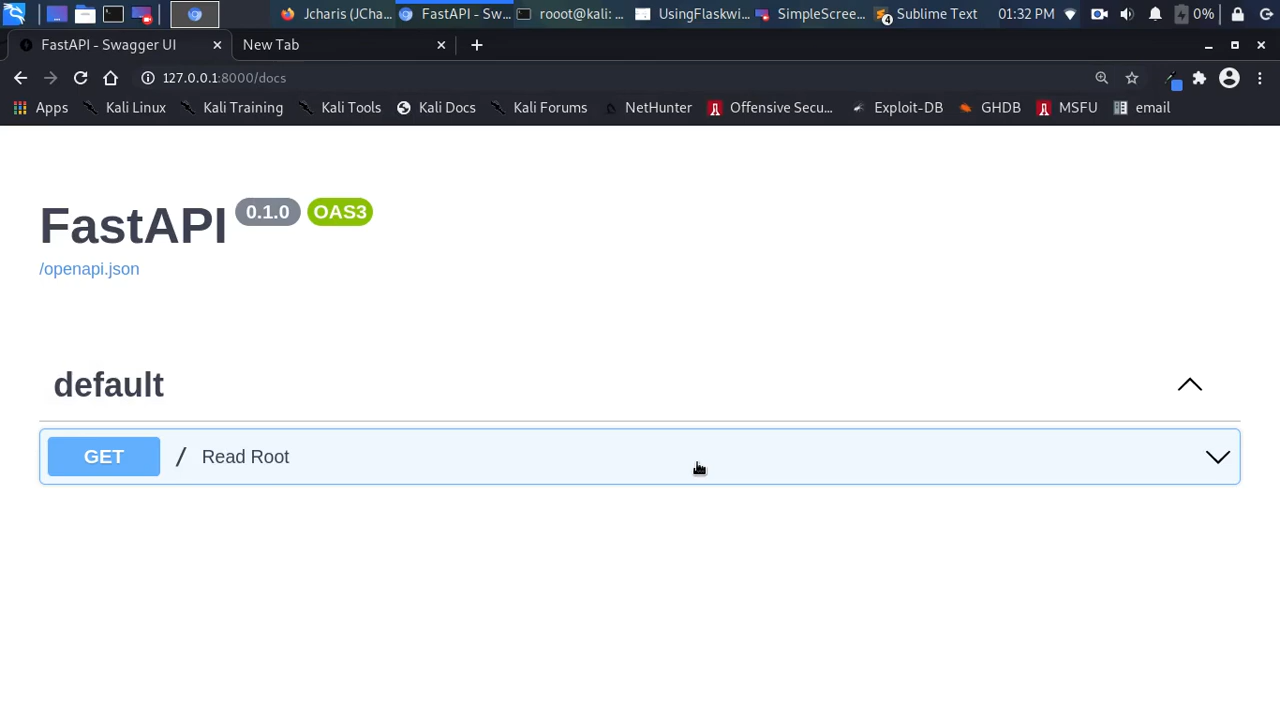 Jcharis (JCha... FastAPI - Sw... rooot@kali: ... UsingFlaskwi... SimpleScree... 4 Sublime Text 01:32 PM 0%
FastAPI - Swagger UI New Tab
127.0.0.1:8000/docs
Apps Kali Linux Kali Training Kali Tools Kali Docs Kali Forums NetHunter Offensive Secu... Exploit-DB GHDB MSFU email
FastAPI 0.1.0 OAS3
/openapi.json
default
GET / Read Root